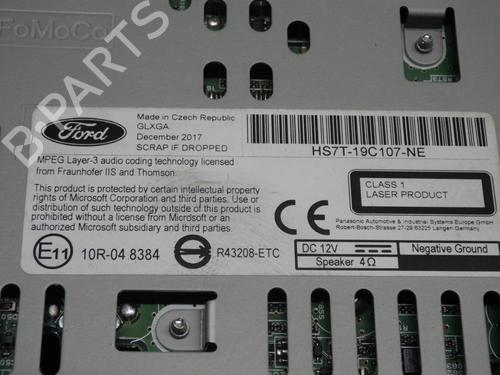 FoMoCo
B-PARTS
Ford
Made in Czech Republic
GLXGA
December 2017
SCRAP IF DROPPED
HS7T-19C107-NE
MPEG Layer-3 audio coding technology licensed
from Fraunhofer IIS and Thomson.
This product is protected by certain intellectual property
rights of Microsoft Corporation and third parties. Use or
distribution of such technology outside of this product is
prohibited without a license from Mirdsoft or an
authorized Microsoft subsidiary and third parties.
CLASS 1
LASER PRODUCT
CE
Panasonic Automotive & Industrial Systems Europe GmbH
Robert-Bosch-Strasse 27-29 63225 Langen Germany
E11 10R-04 8384 R43208-ETC
DC 12V Negative Ground
Speaker 4Ω